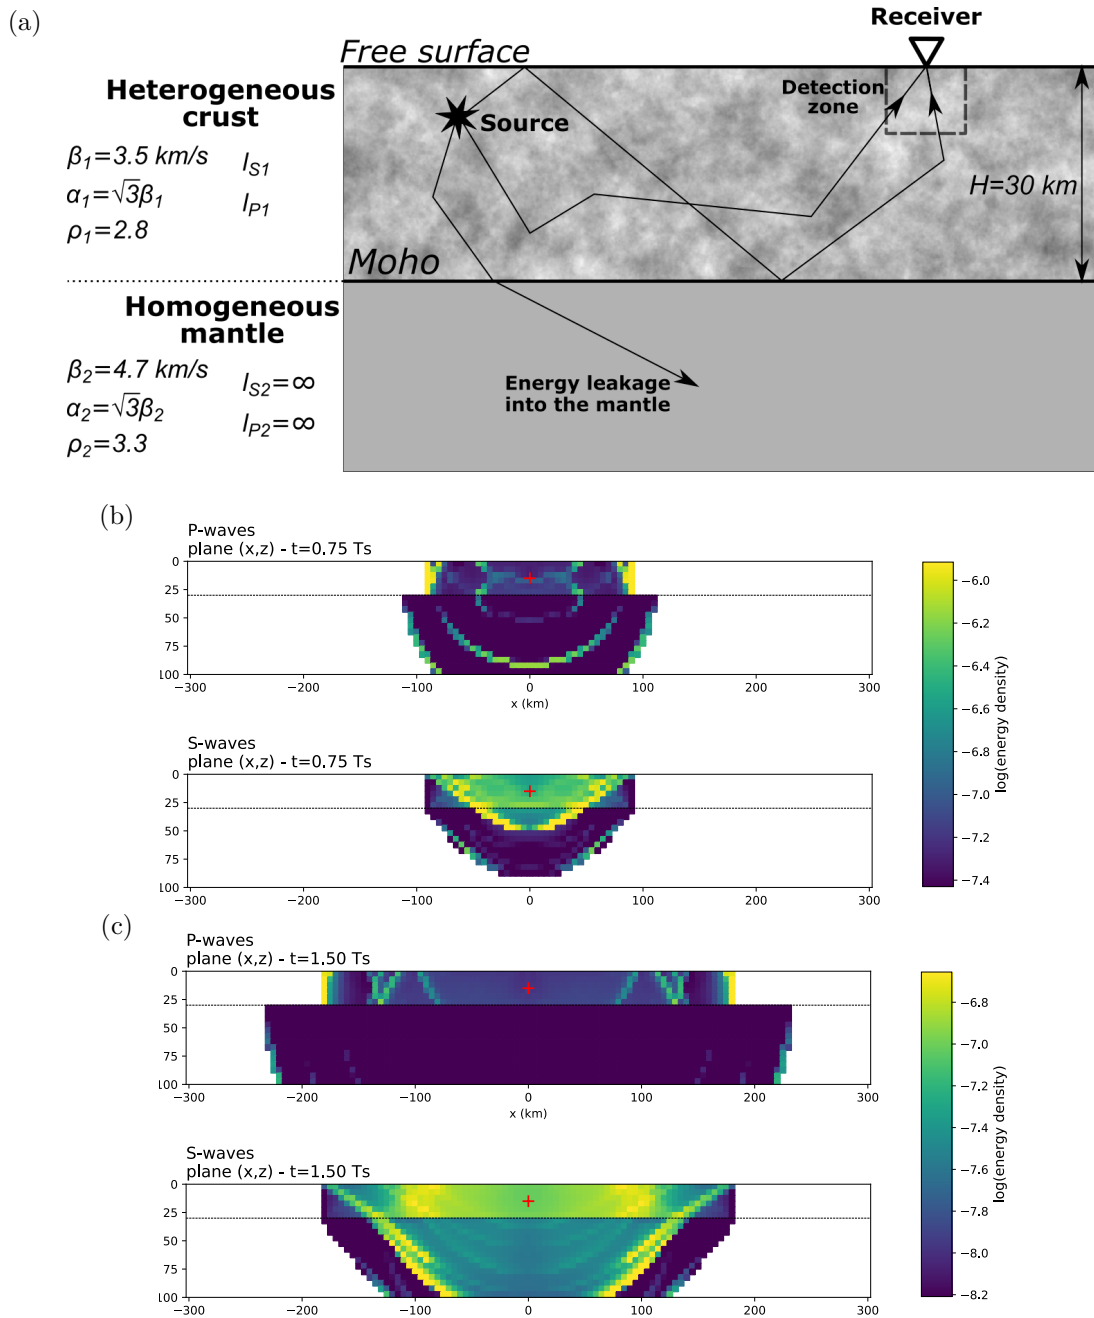 (a)
Receiver
Free surface
Heterogeneous
crust
Detection
zone
Source
β₁=3.5 km/s
l_S1
α₁=√3β₁
l_P1
ρ₁=2.8
H=30 km
Moho
Homogeneous
mantle
β₂=4.7 km/s
l_S2=∞
α₂=√3β₂
l_P2=∞
ρ₂=3.3
Energy leakage
into the mantle
(b)
P-waves
plane (x,z) - t=0.75 Ts
0
25
50
75
100
−300 −200 −100 0 100 200 300
x (km)
S-waves
plane (x,z) - t=0.75 Ts
0
25
50
75
100
−300 −200 −100 0 100 200 300
−6.0
−6.2
−6.4
−6.6
−6.8
−7.0
−7.2
−7.4
log(energy density)
(c)
P-waves
plane (x,z) - t=1.50 Ts
0
25
50
75
100
−300 −200 −100 0 100 200 300
x (km)
S-waves
plane (x,z) - t=1.50 Ts
0
25
50
75
100
−300 −200 −100 0 100 200 300
−6.8
−7.0
−7.2
−7.4
−7.6
−7.8
−8.0
−8.2
log(energy density)